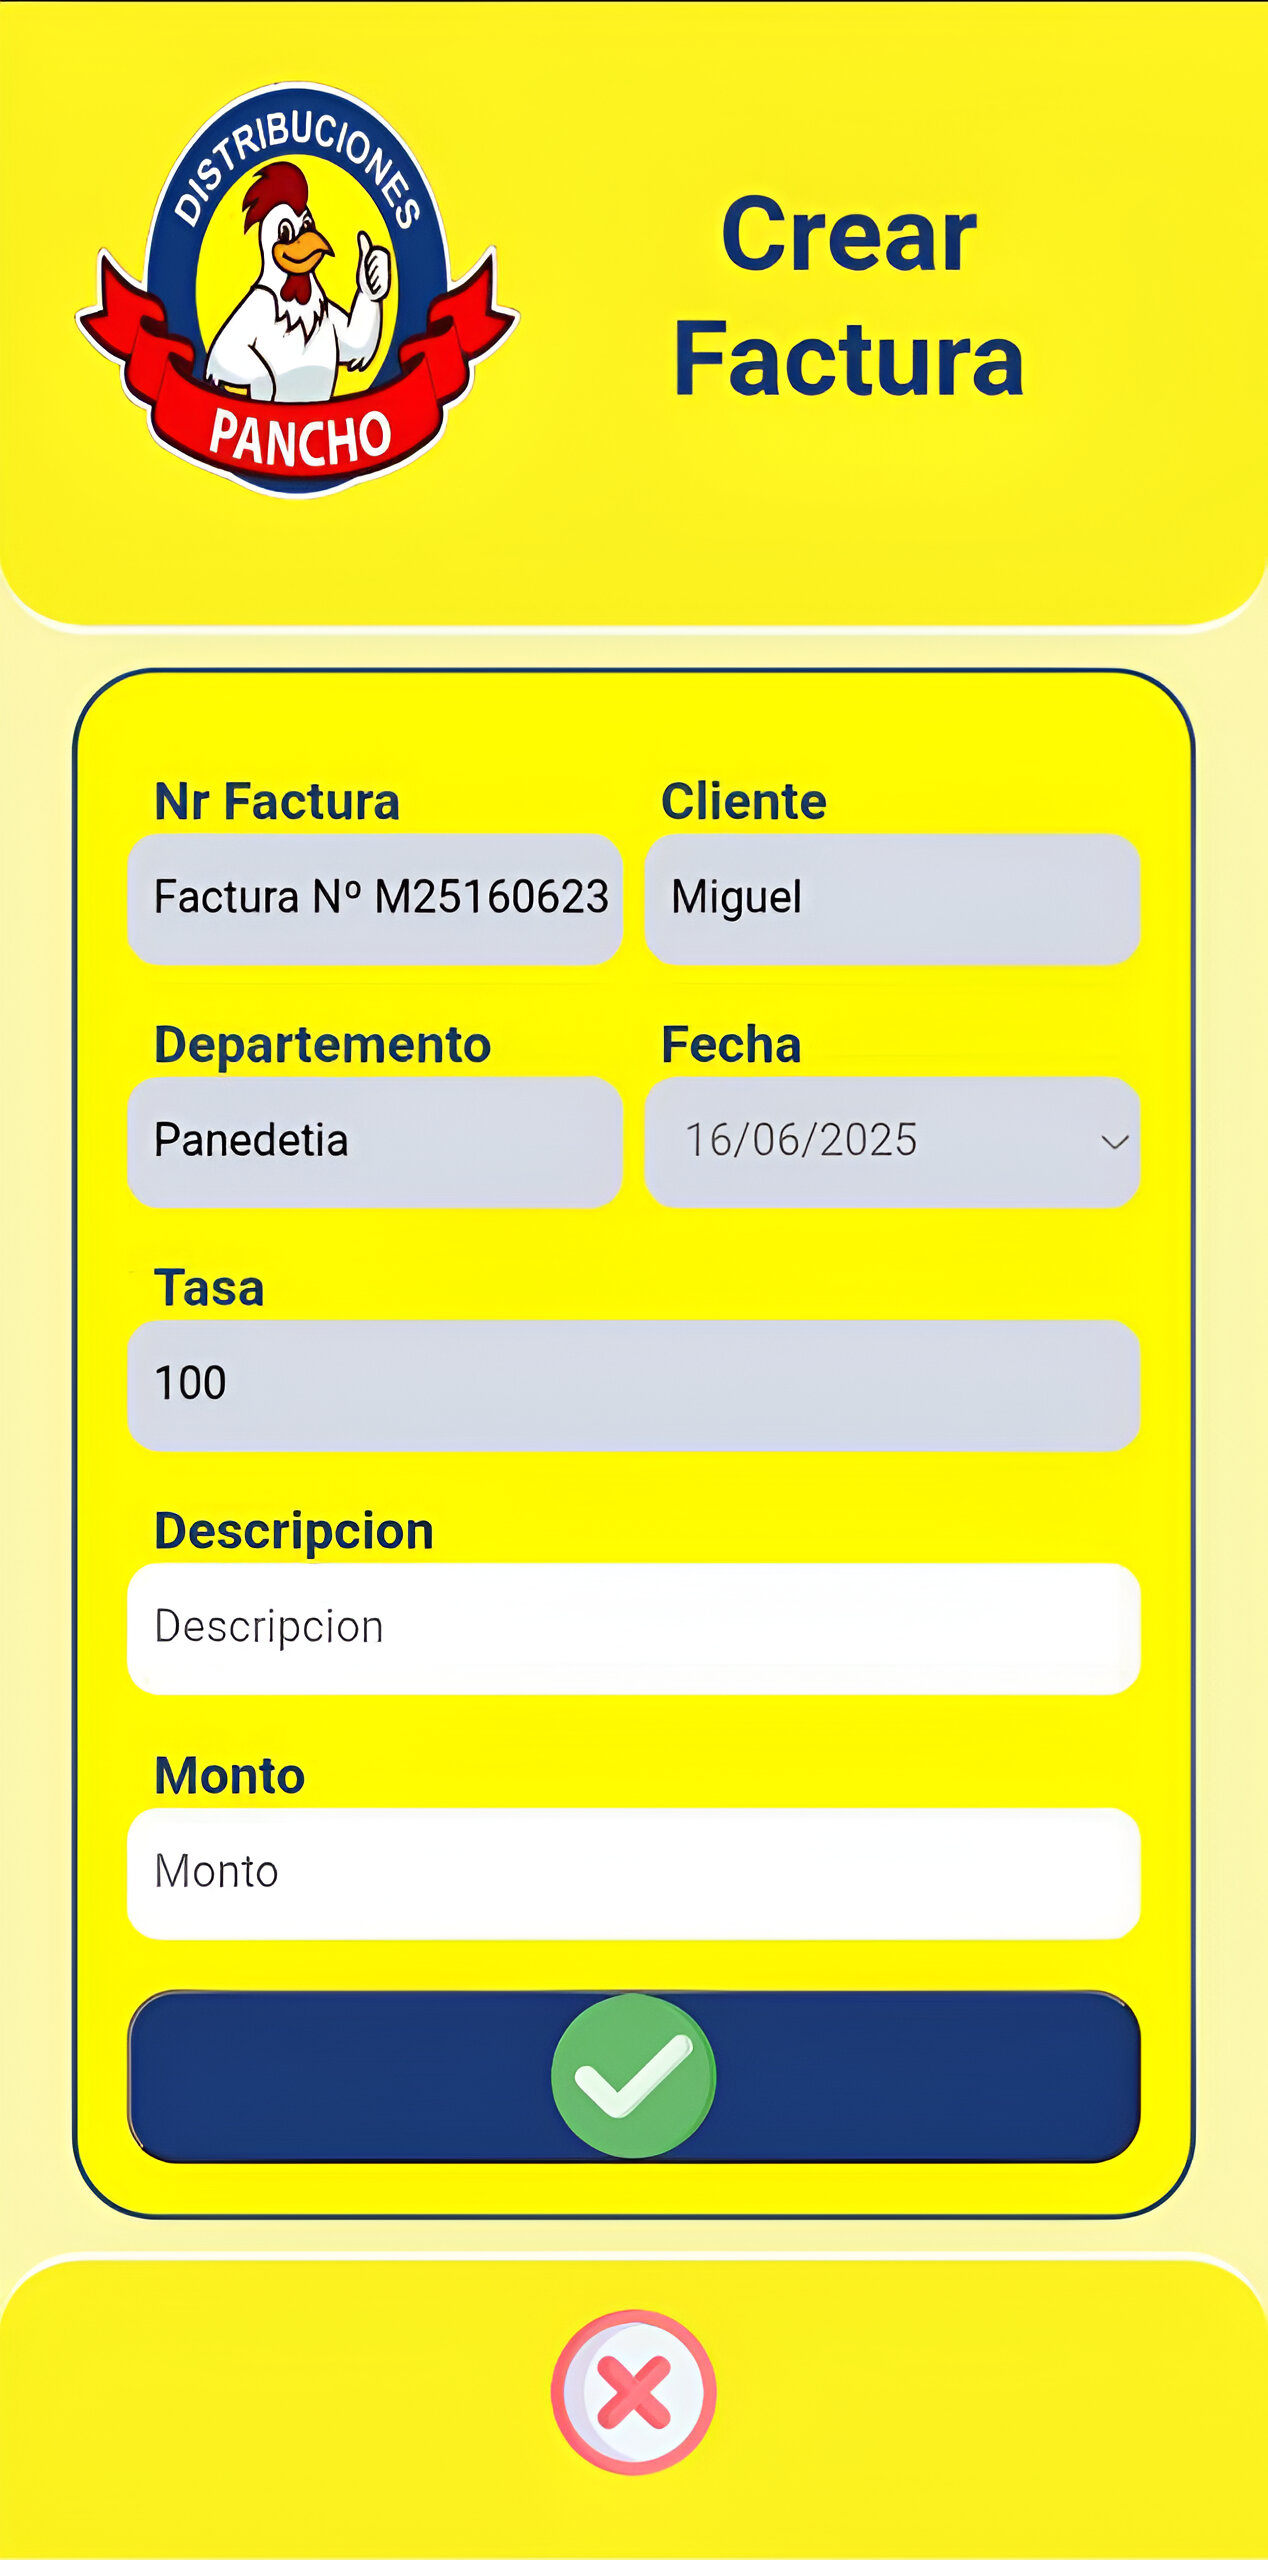 DISTRIBUCIONES
PANCHO
Crear
Factura
Nr Factura
Cliente
Factura Nº M25160623
Miguel
Departemento
Fecha
Panedetia
16/06/2025
Tasa
100
Descripcion
Descripcion
Monto
Monto